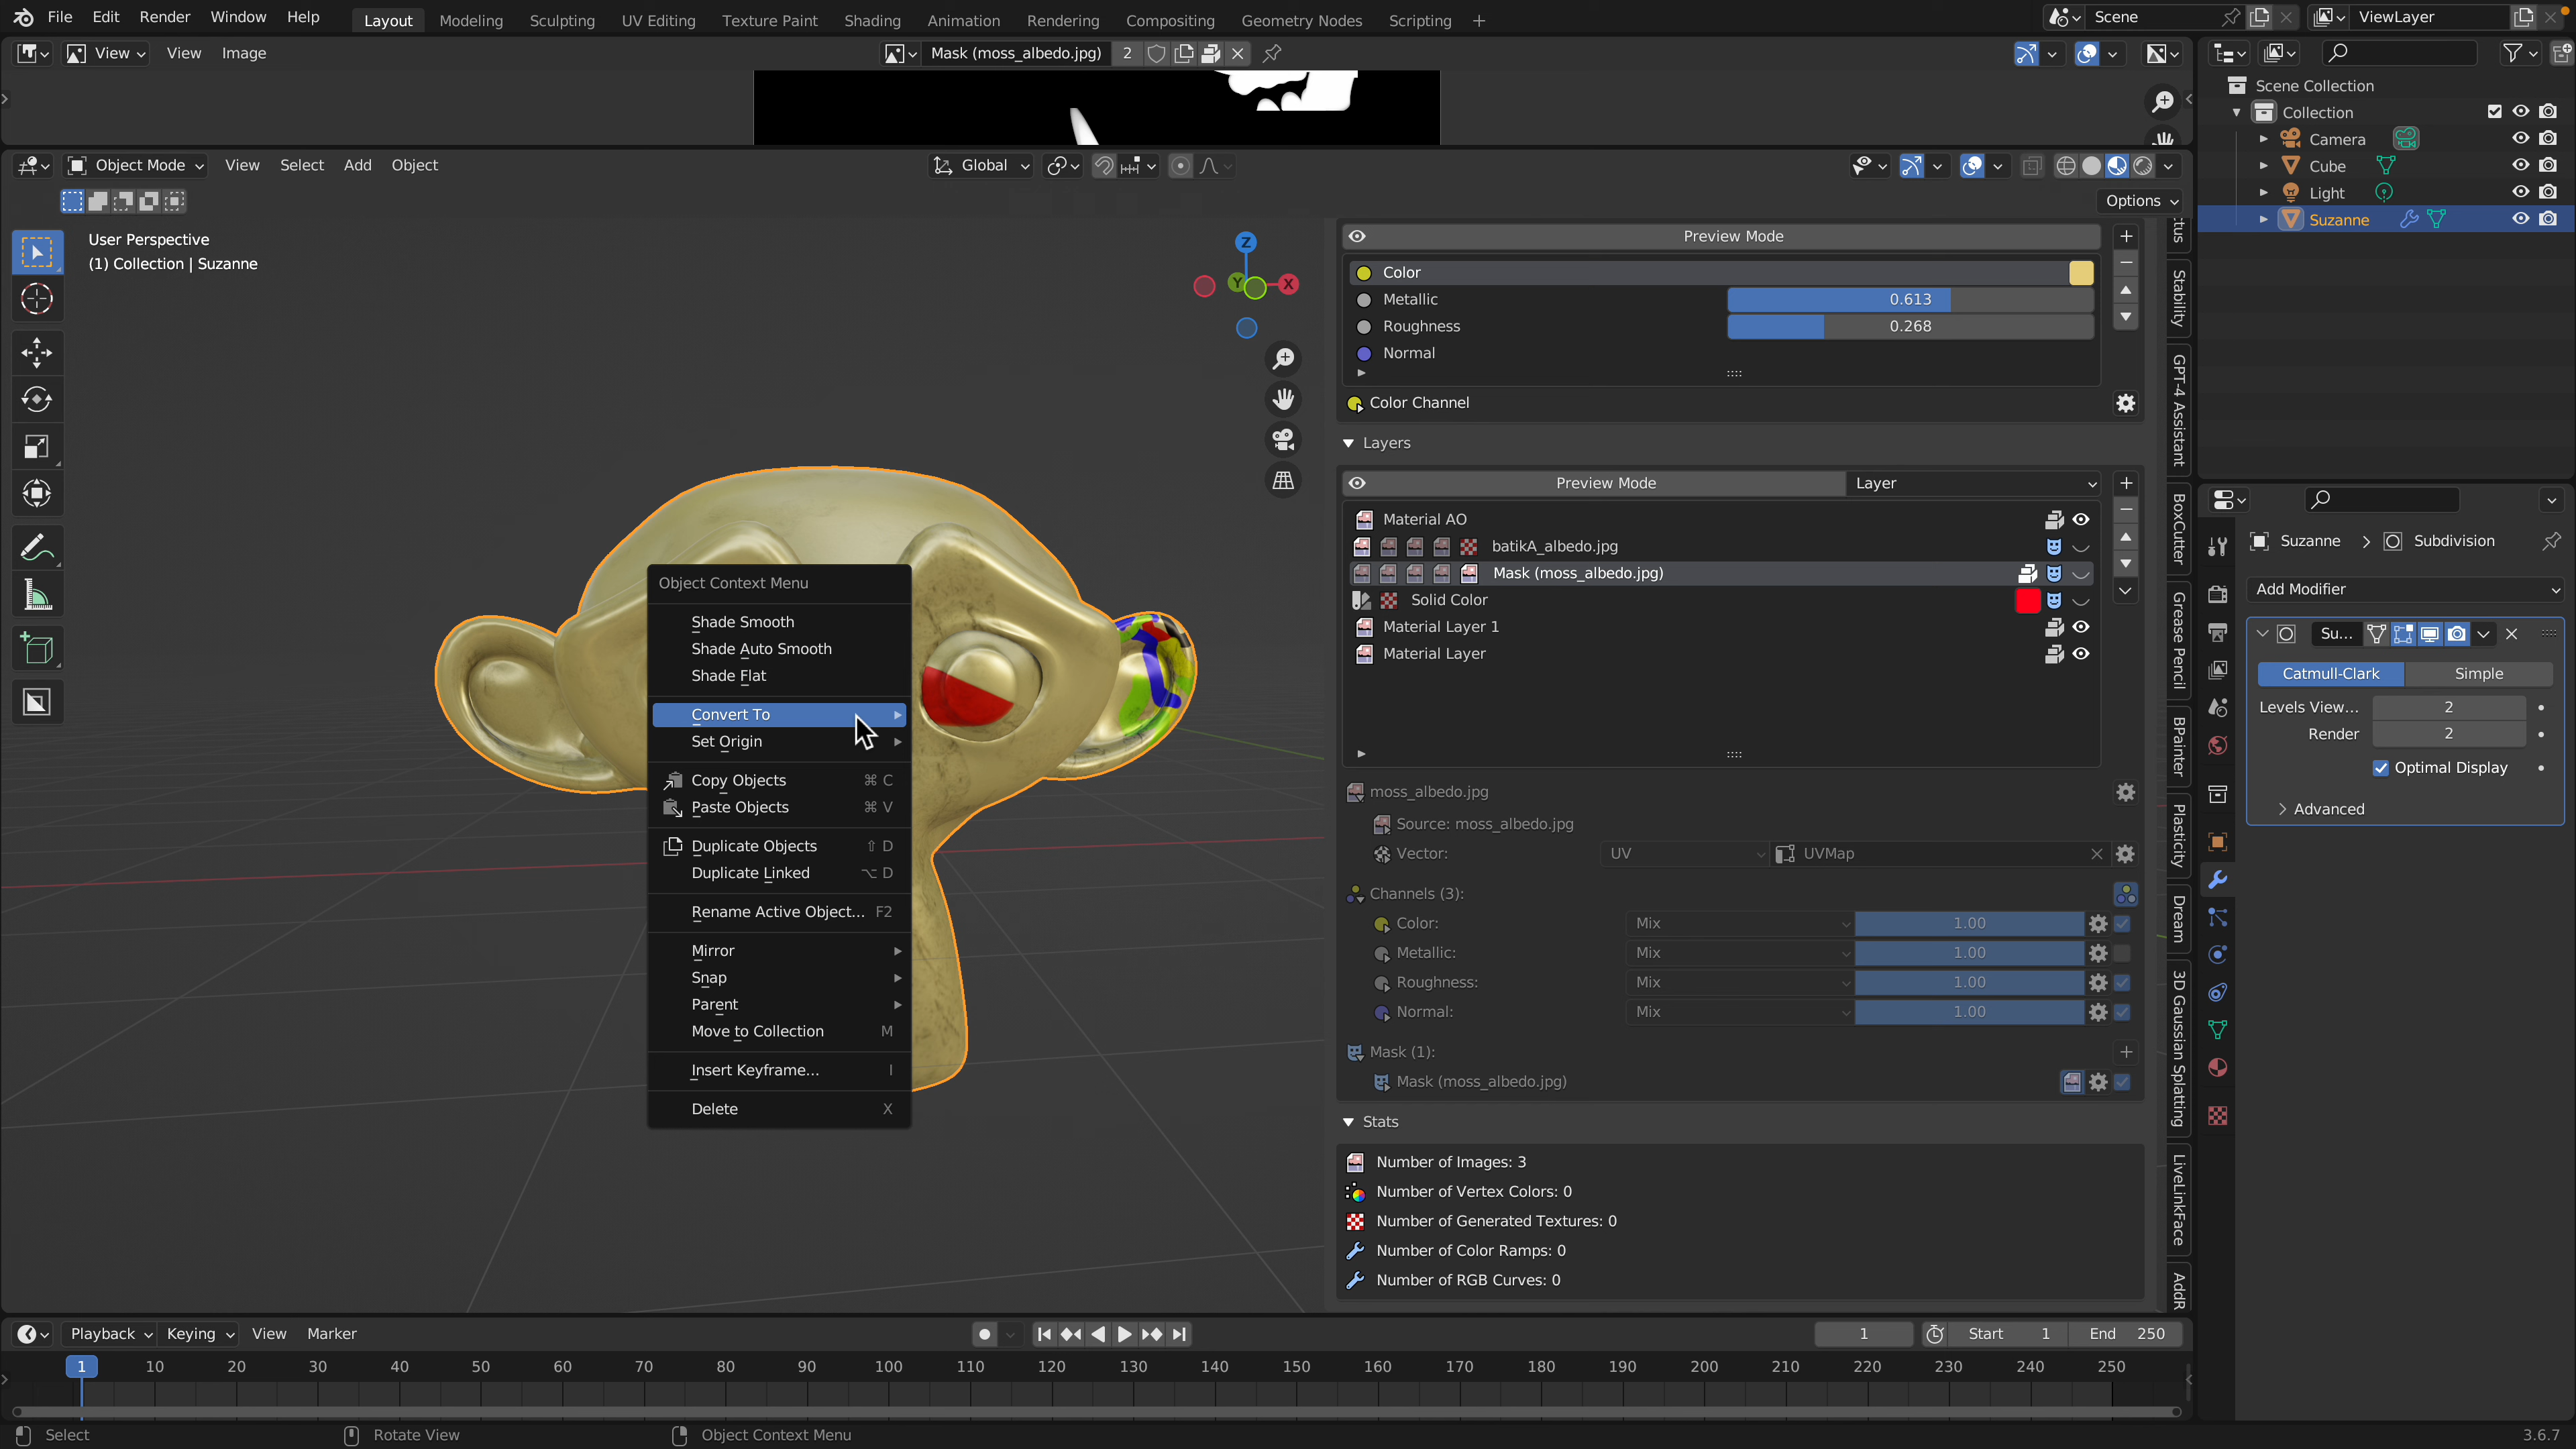 File Edit Render Window Help Layout Modeling Sculpting UV Editing Texture Paint Shading Animation Rendering Compositing Geometry Nodes Scripting + Scene ViewLayer
View View Image Mask (moss_albedo.jpg) 2
Object Mode View Select Add Object Global
Options
User Perspective
(1) Collection | Suzanne
Z
Y X
Preview Mode
Color
Metallic 0.613
Roughness 0.268
Normal
Color Channel
Layers
Preview Mode Layer
Material AO
batikA_albedo.jpg
Mask (moss_albedo.jpg)
Solid Color
Material Layer 1
Material Layer
moss_albedo.jpg
Source: moss_albedo.jpg
Vector: UV UVMap
Channels (3):
Color: Mix 1.00
Metallic: Mix 1.00
Roughness: Mix 1.00
Normal: Mix 1.00
Mask (1):
Mask (moss_albedo.jpg)
Stats
Number of Images: 3
Number of Vertex Colors: 0
Number of Generated Textures: 0
Number of Color Ramps: 0
Number of RGB Curves: 0
Object Context Menu
Shade Smooth
Shade Auto Smooth
Shade Flat
Convert To
Set Origin
Copy Objects ⌘ C
Paste Objects ⌘ V
Duplicate Objects ⇧ D
Duplicate Linked ⌥ D
Rename Active Object... F2
Mirror
Snap
Parent
Move to Collection M
Insert Keyframe... I
Delete X
tus
Stability
GPT-4 Assistant
BoxCutter
Grease Pencil
BPainter
Plasticity
Dream
3D Gaussian Splatting
LiveLinkFace
AddR
Scene Collection
Collection
Camera
Cube
Light
Suzanne
Suzanne > Subdivision
Add Modifier
Su...
Catmull-Clark Simple
Levels View... 2
Render 2
Optimal Display
Advanced
Playback Keying View Marker 1 Start 1 End 250
1 10 20 30 40 50 60 70 80 90 100 110 120 130 140 150 160 170 180 190 200 210 220 230 240 250
Select Rotate View Object Context Menu 3.6.7